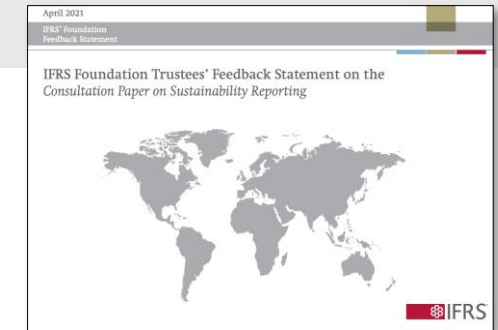 April 2021
IFRS® Foundation
Feedback Statement
IFRS Foundation Trustees' Feedback Statement on the
Consultation Paper on Sustainability Reporting
IFRS